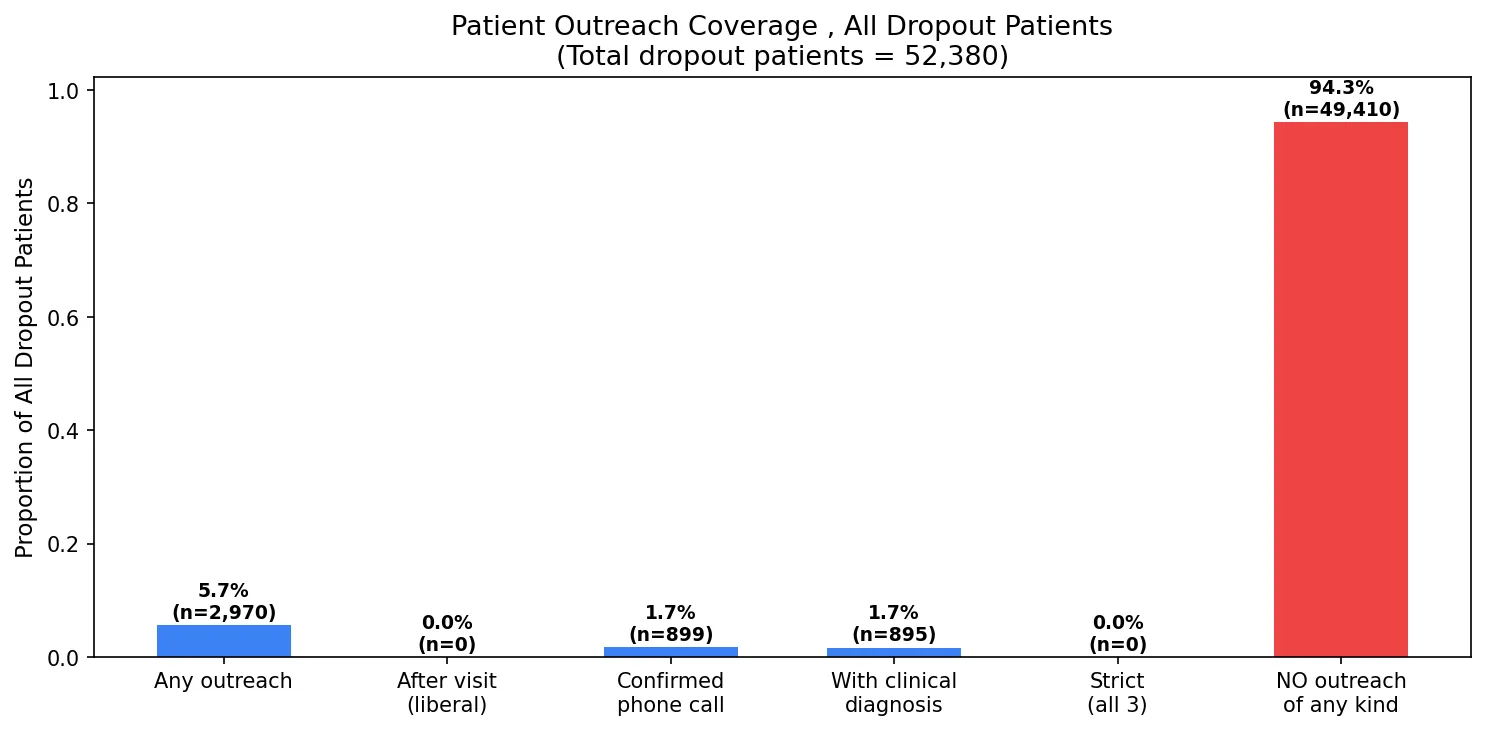 Patient Outreach Coverage , All Dropout Patients
(Total dropout patients = 52,380)
Proportion of All Dropout Patients
1.0
0.8
0.6
0.4
0.2
0.0
5.7%
(n=2,970)
0.0%
(n=0)
1.7%
(n=899)
1.7%
(n=895)
0.0%
(n=0)
94.3%
(n=49,410)
Any outreach
After visit
(liberal)
Confirmed
phone call
With clinical
diagnosis
Strict
(all 3)
NO outreach
of any kind